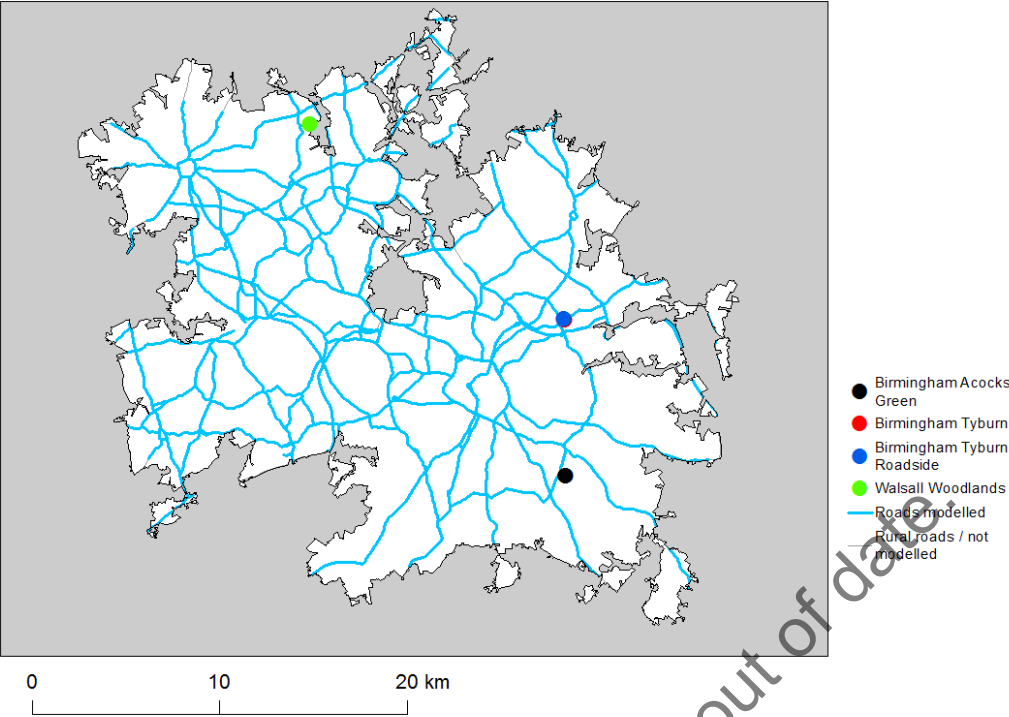 Birmingham Acocks
Green
Birmingham Tyburn
Birmingham Tyburn
Roadside
Walsall Woodlands
Roads modelled
Rural roads / not
modelled
0 10 20 km
out of date.